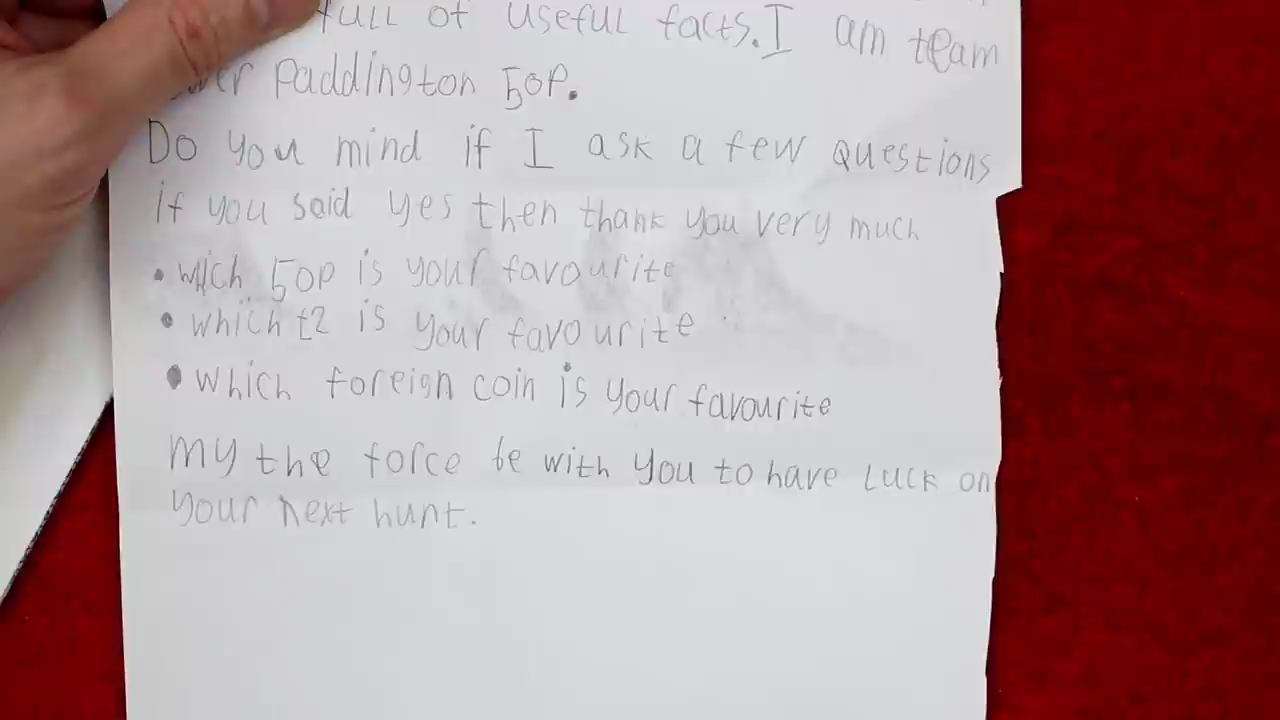 full of useful facts. I am team
Paddington 50P.
Do you mind if I ask a few questions
if you said yes then thank you very much
• which 50p is your favourite
• which £2 is your favourite
• which foreign coin is your favourite
My the force be with you to have luck on
your next hunt.